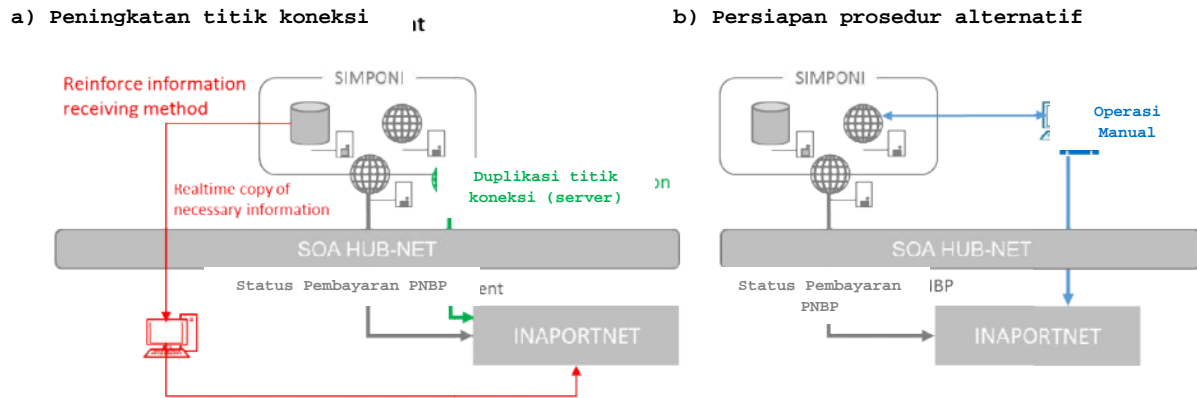 a) Peningkatan titik koneksi
nt
b) Persiapan prosedur alternatif
Reinforce information
receiving method
SIMPONI
Realtime copy of
necessary information
Duplikasi titik
koneksi (server)
on
SOA HUB-NET
Status Pembayaran PNBP
ent
INAPORTNET
SIMPONI
Operasi
Manual
SOA HUB-NET
Status Pembayaran
PNBP
INAPORTNET